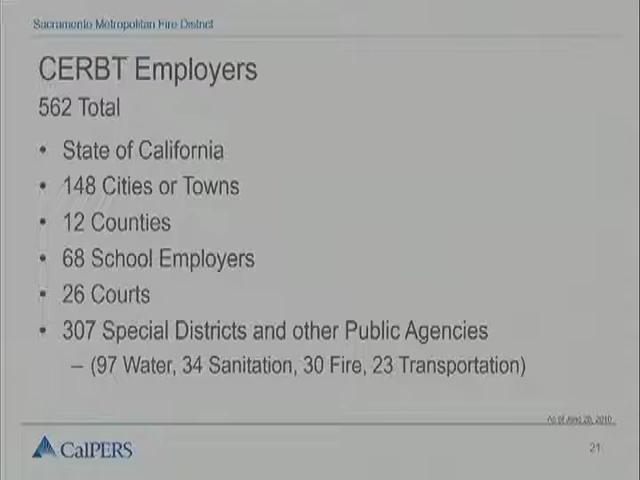 Sacramento Metropolitan Fire District
CERBT Employers
562 Total
• State of California
• 148 Cities or Towns
• 12 Counties
• 68 School Employers
• 26 Courts
• 307 Special Districts and other Public Agencies
– (97 Water, 34 Sanitation, 30 Fire, 23 Transportation)
As of
CalPERS
21